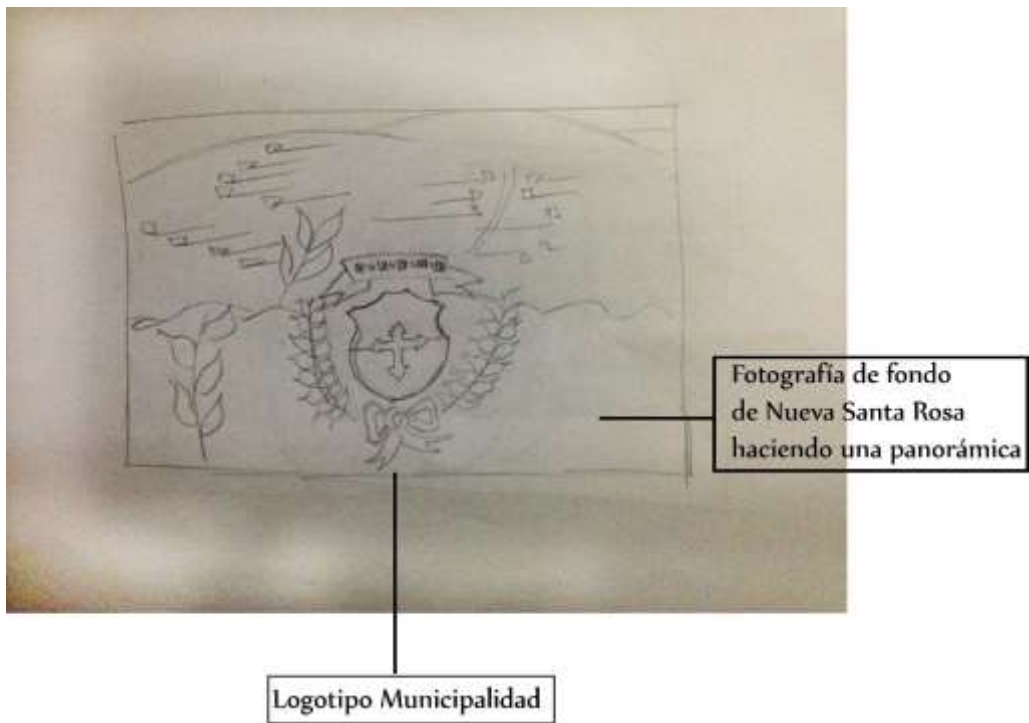 Fotografía de fondo
de Nueva Santa Rosa
haciendo una panorámica
Logotipo Municipalidad